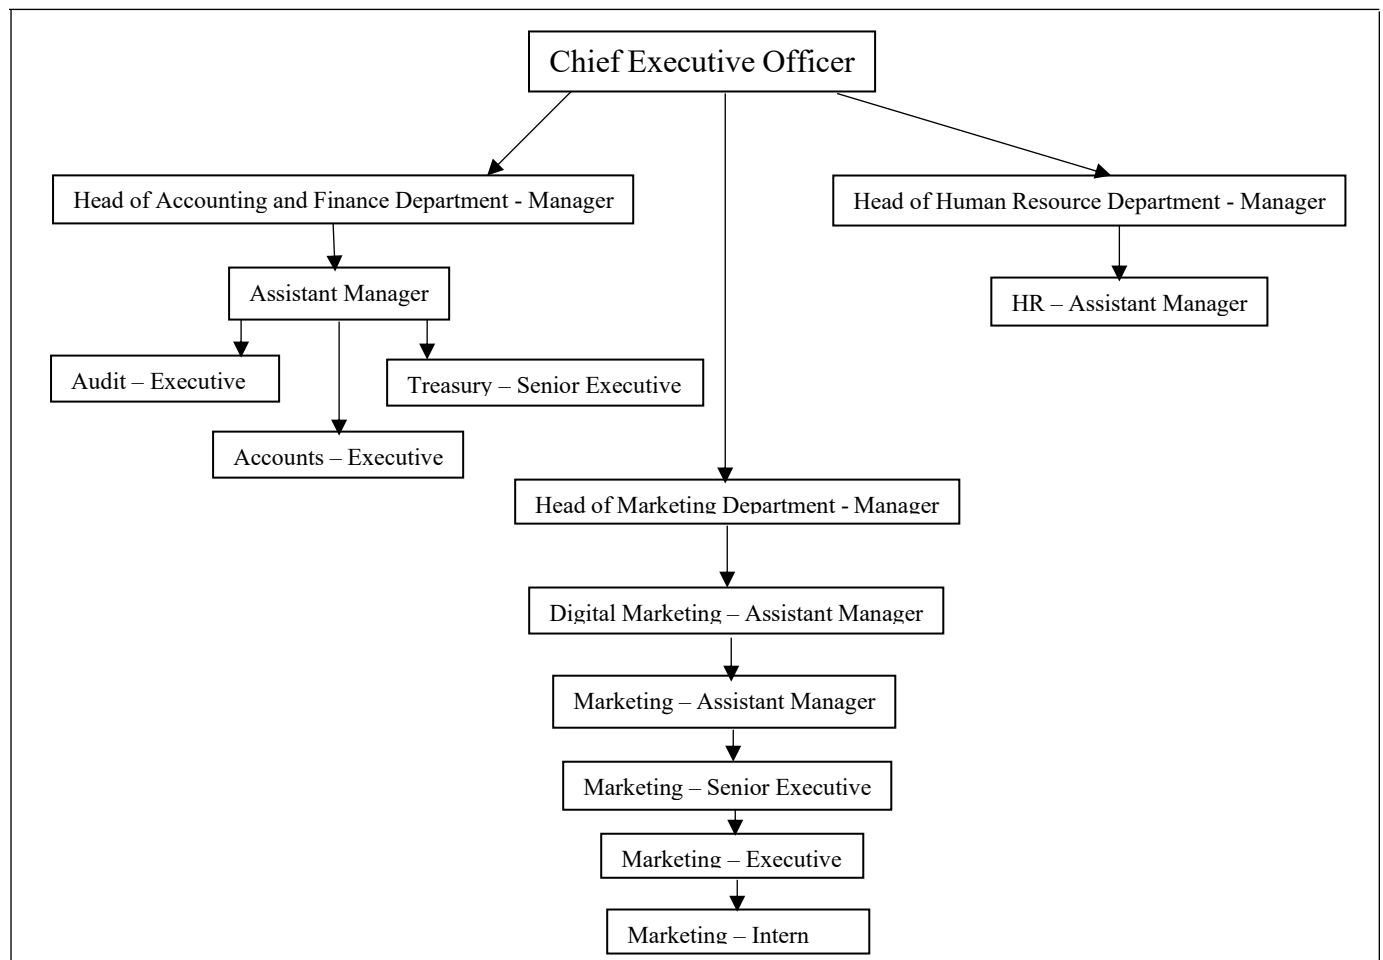 Chief Executive Officer
Head of Accounting and Finance Department - Manager
Head of Human Resource Department - Manager
Assistant Manager
HR – Assistant Manager
Audit – Executive
Treasury – Senior Executive
Accounts – Executive
Head of Marketing Department - Manager
Digital Marketing – Assistant Manager
Marketing – Assistant Manager
Marketing – Senior Executive
Marketing – Executive
Marketing – Intern